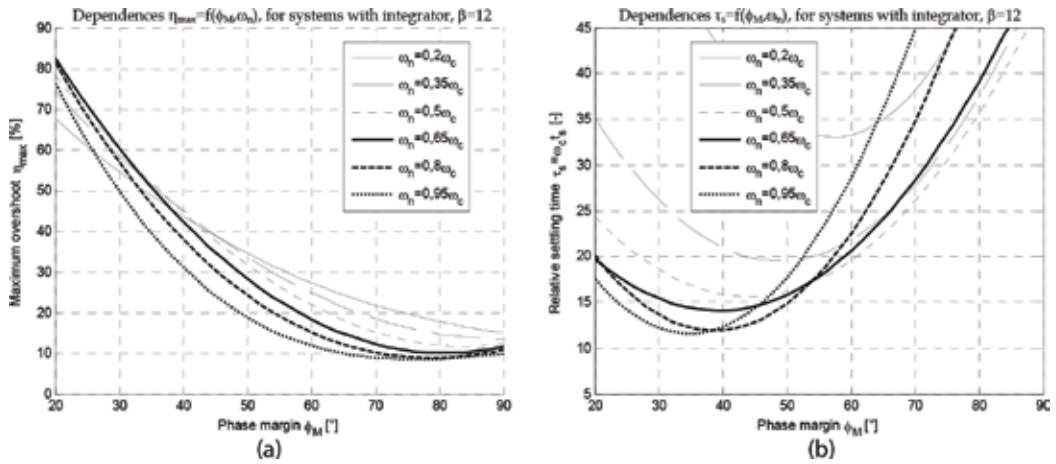 Dependences ηmax=f(ϕM,ωn), for systems with integrator, β=12
90
80
70
60
50
40
30
20
10
0
Maximum overshoot ηmax [%]
ωn=0,2ωc
ωn=0,35ωc
ωn=0,5ωc
ωn=0,65ωc
ωn=0,8ωc
ωn=0,95ωc
20 30 40 50 60 70 80 90
Phase margin ϕM [°]
(a)
Dependences τs=f(ϕM,ωn), for systems with integrator, β=12
45
40
35
30
25
20
15
10
5
0
Relative settling time τs=ωcts [-]
ωn=0,2ωc
ωn=0,35ωc
ωn=0,5ωc
ωn=0,65ωc
ωn=0,8ωc
ωn=0,95ωc
20 30 40 50 60 70 80 90
Phase margin ϕM [°]
(b)